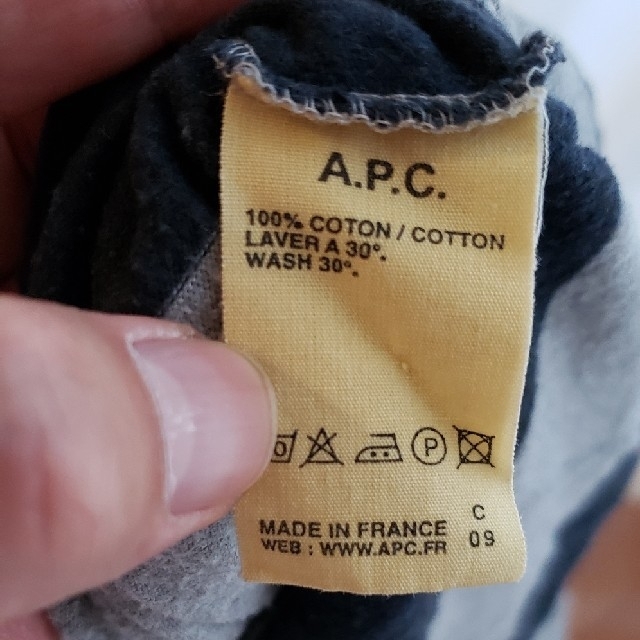 A.P.C.
100% COTON / COTTON
LAVER A 30°.
WASH 30°.
P
MADE IN FRANCE
WEB : WWW.APC.FR
C
09